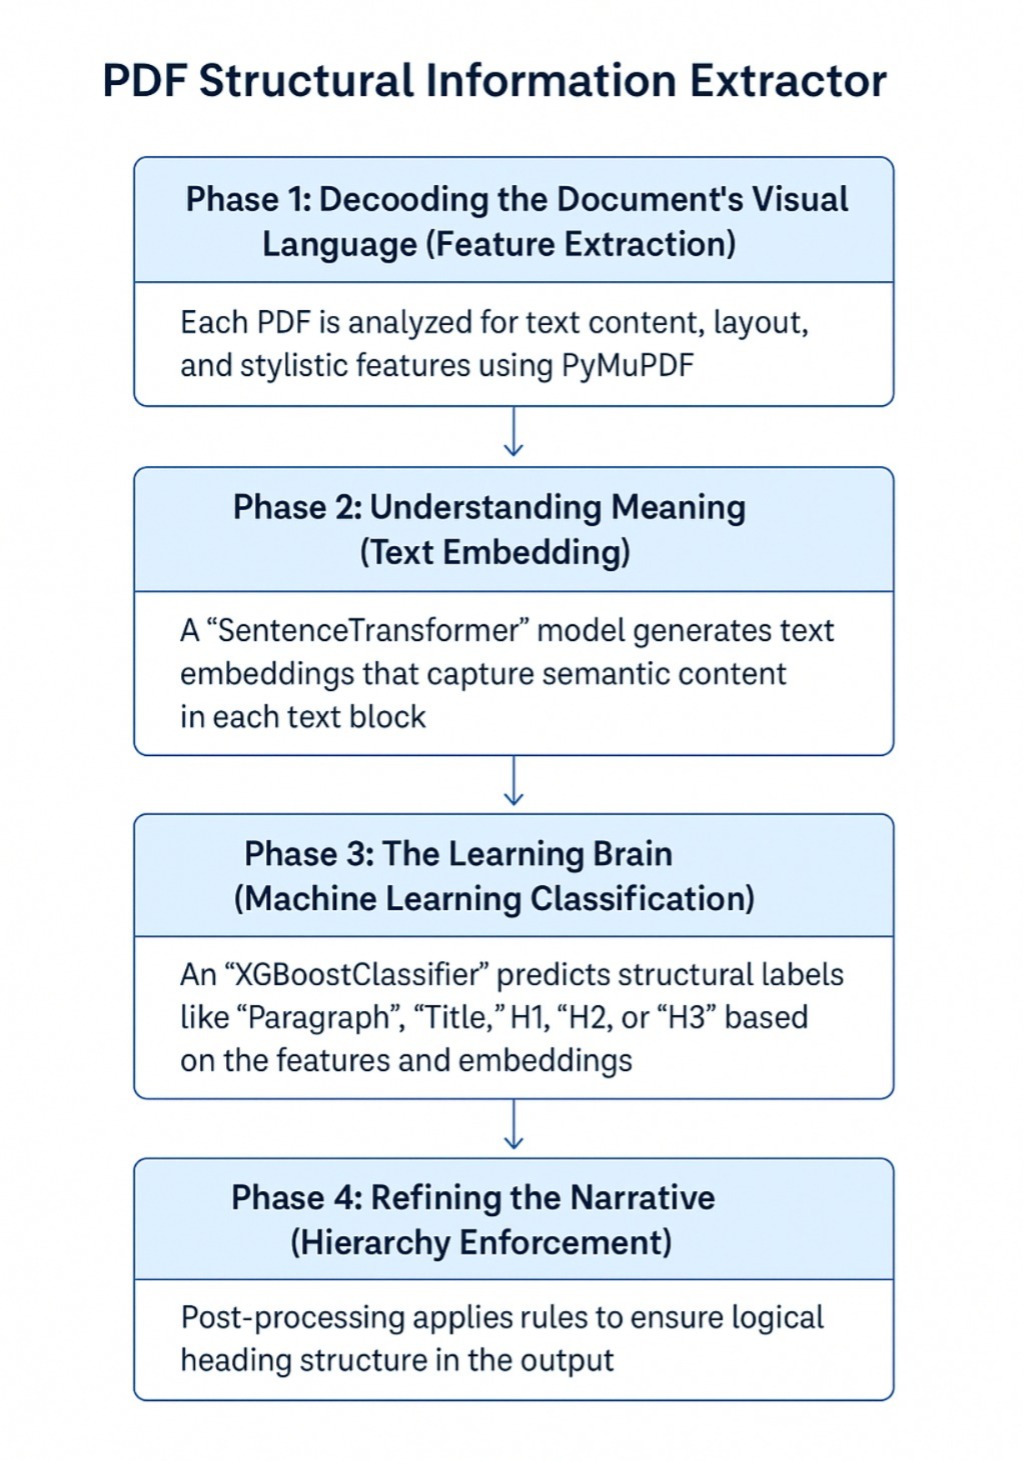 PDF Structural Information Extractor
Phase 1: Decooding the Document's Visual
Language (Feature Extraction)
Each PDF is analyzed for text content, layout,
and stylistic features using PyMuPDF
Phase 2: Understanding Meaning
(Text Embedding)
A “SentenceTransformer” model generates text
embeddings that capture semantic content
in each text block
Phase 3: The Learning Brain
(Machine Learning Classification)
An “XGBoostClassifier” predicts structural labels
like “Paragraph”, “Title,” H1, “H2, or “H3” based
on the features and embeddings
Phase 4: Refining the Narrative
(Hierarchy Enforcement)
Post-processing applies rules to ensure logical
heading structure in the output